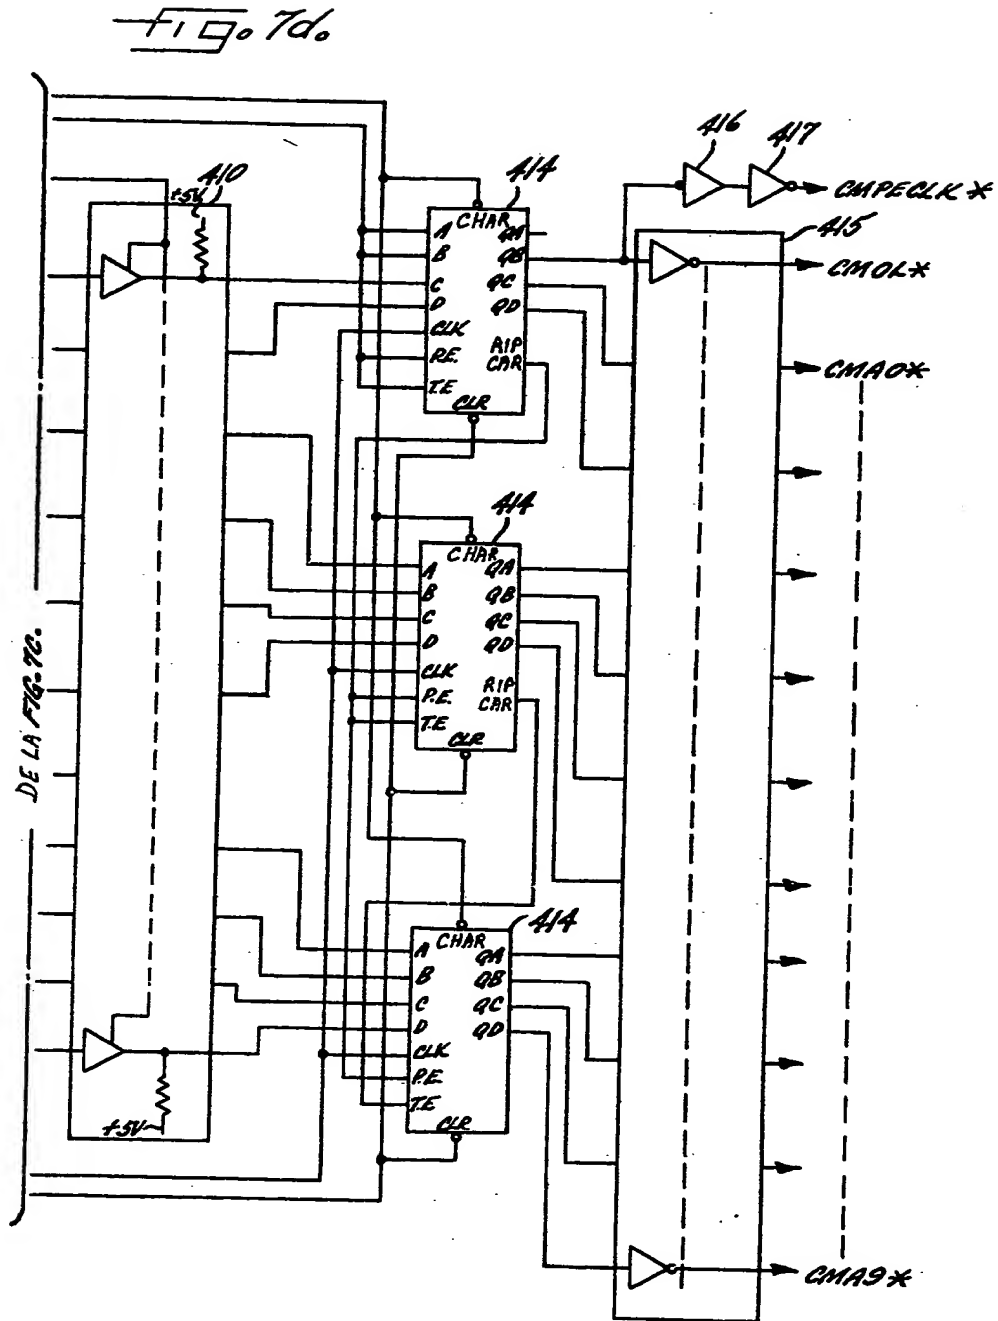 Fig. 7d.
416
417
CMPECLK*
+5V
410
414
415
CHAR
A
QA
B
QB
CMOL*
C
QC
D
QD
CLK
RIP
CAR
P.E.
CMAO*
T.E
CLR
414
CHAR
A
QA
B
QB
C
QC
D
QD
CLK
RIP
CAR
P.E.
T.E
CLR
DE LA FIG. 7C.
414
CHAR
A
QA
B
QB
C
QC
D
QD
CLK
P.E.
T.E
CLR
+5V
CMA9*